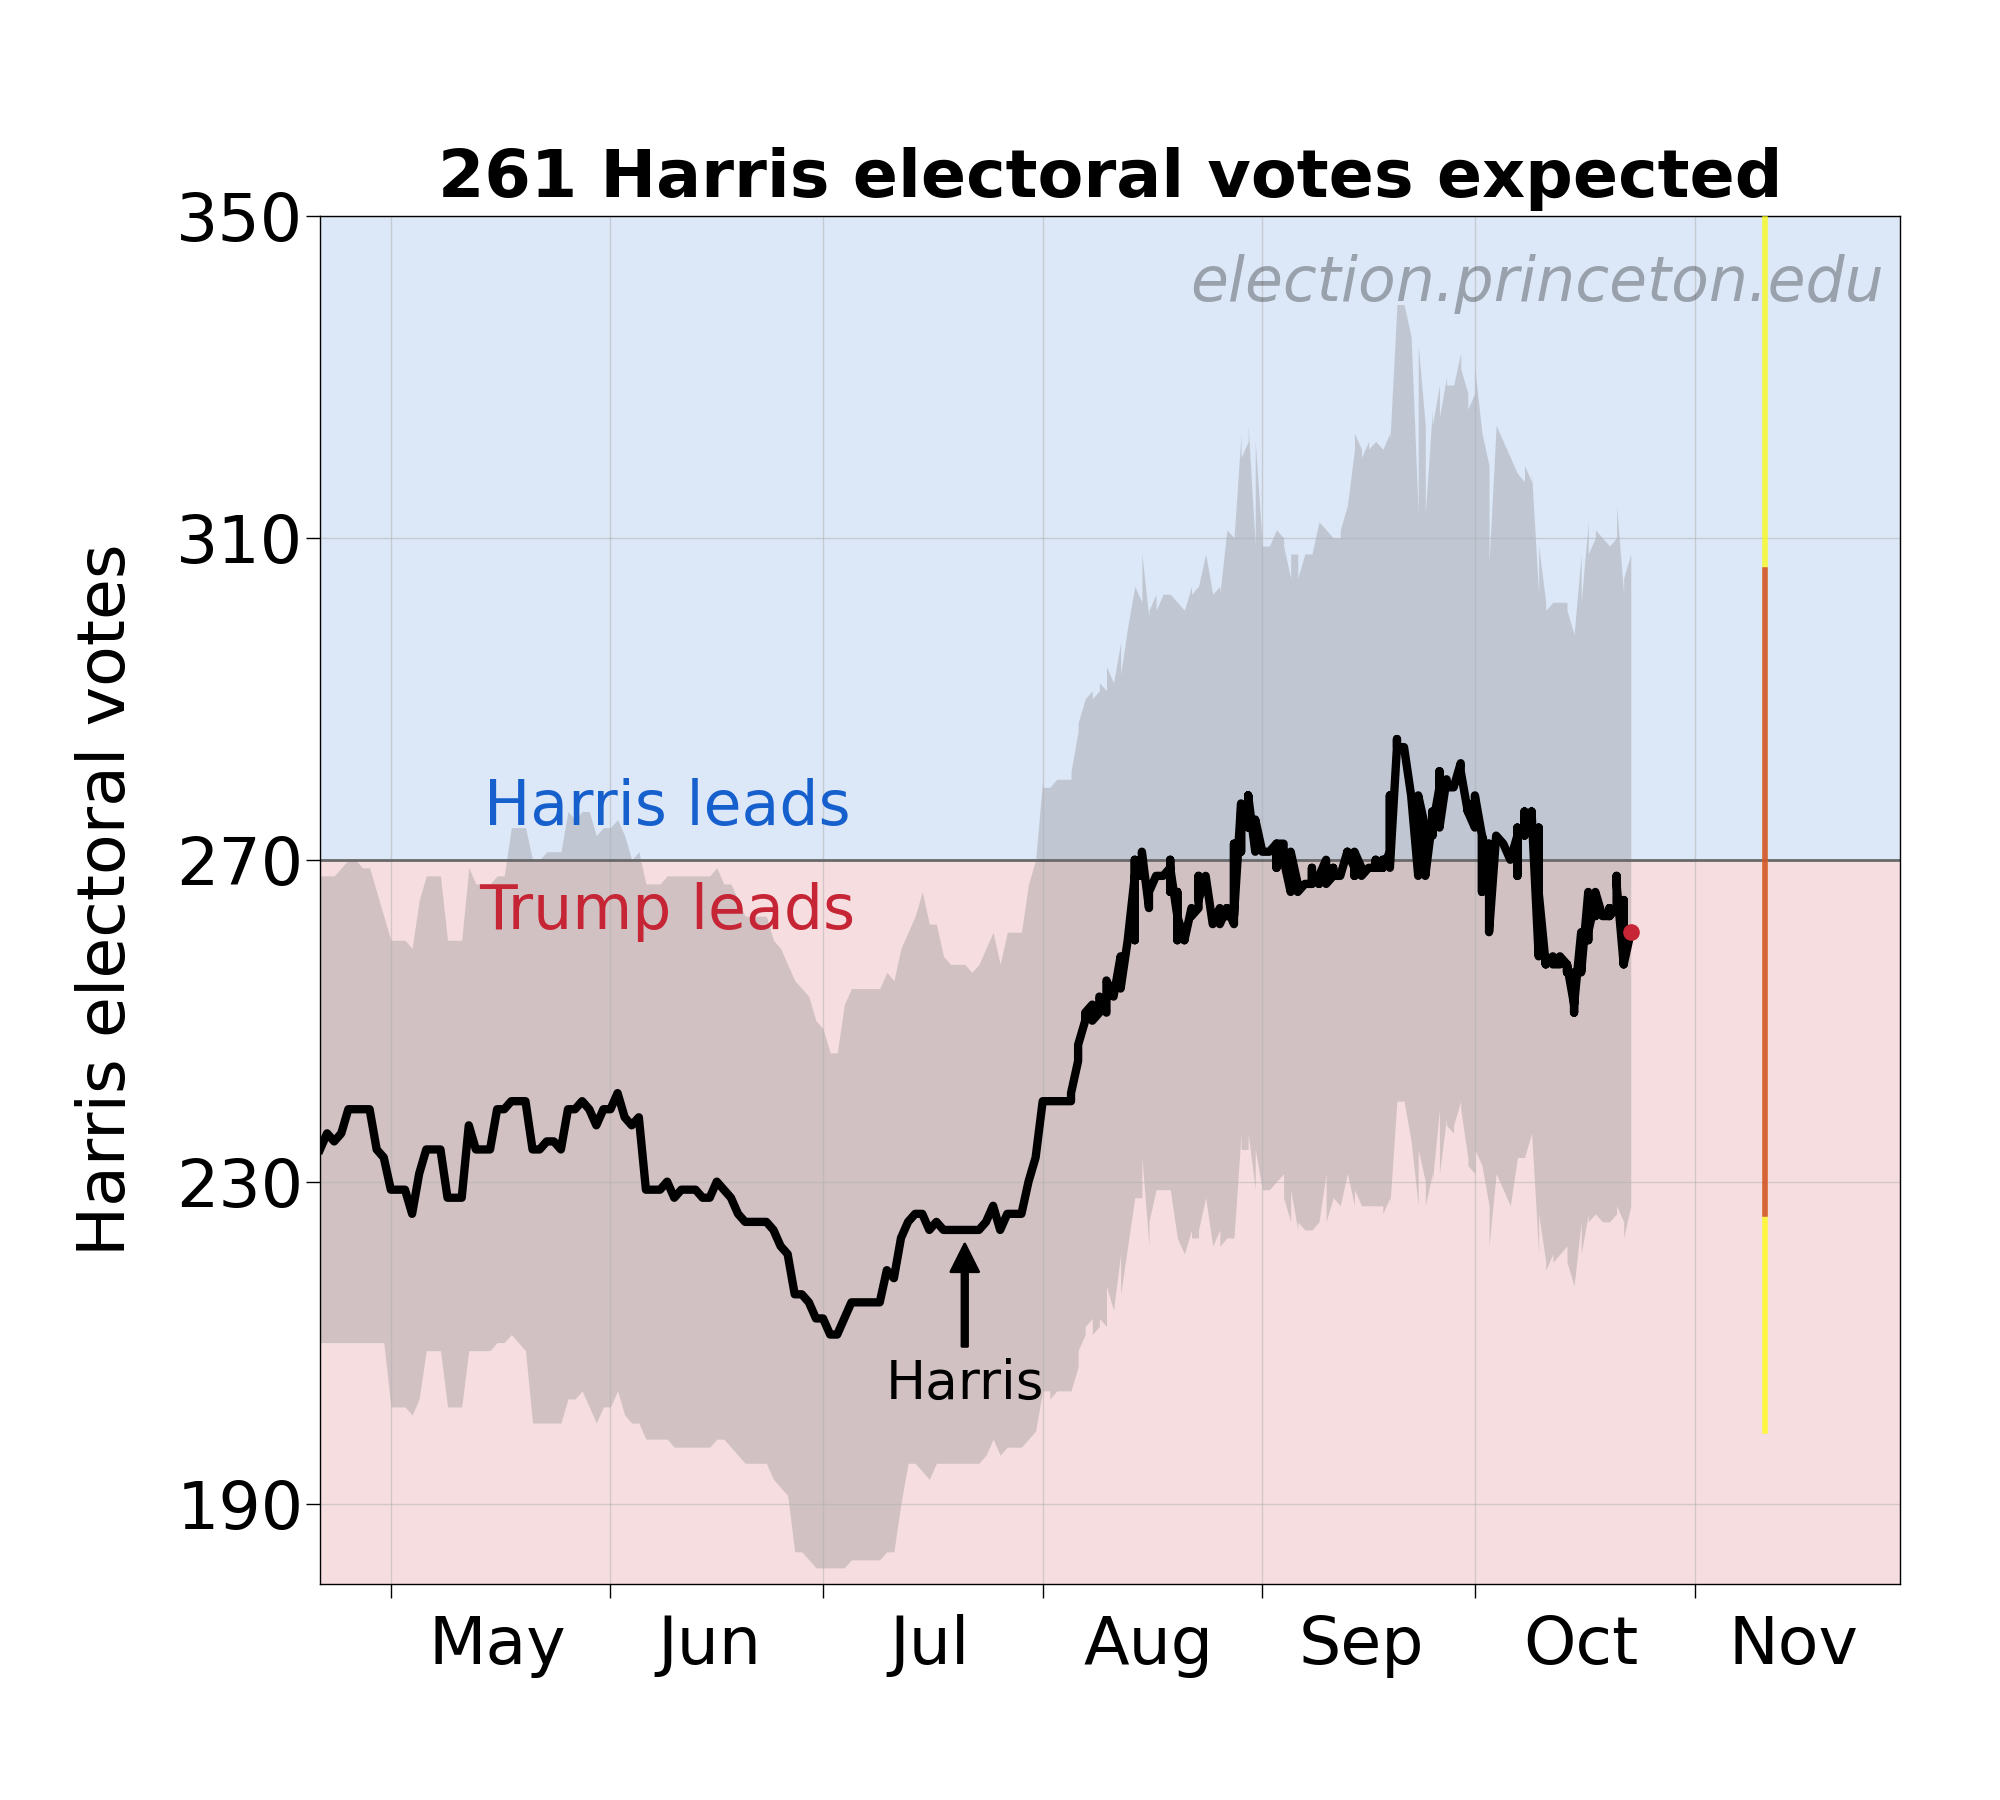 261 Harris electoral votes expected
350
election.princeton.edu
310
Harris electoral votes
Harris leads
270
Trump leads
230
Harris
190
May Jun Jul Aug Sep Oct Nov